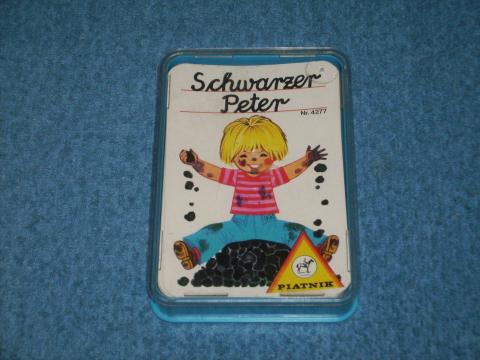 Schwarzer
Peter
Nr. 4277
PIATNIK